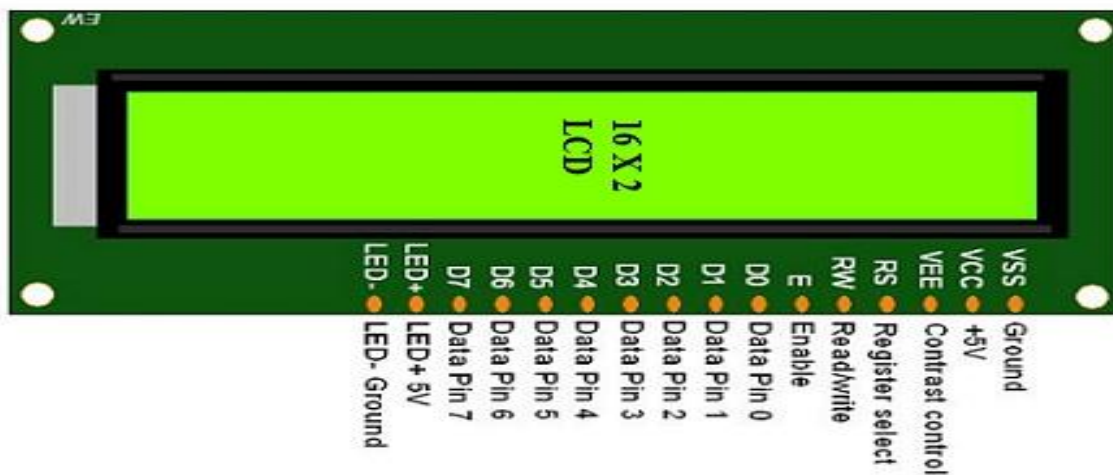 EW
16 X 2
LCD
VSS Ground
VCC +5V
VEE Contrast control
RS Register select
RW Read/write
E Enable
D0 Data Pin 0
D1 Data Pin 1
D2 Data Pin 2
D3 Data Pin 3
D4 Data Pin 4
D5 Data Pin 5
D6 Data Pin 6
D7 Data Pin 7
LED+ LED+ 5V
LED- LED- Ground